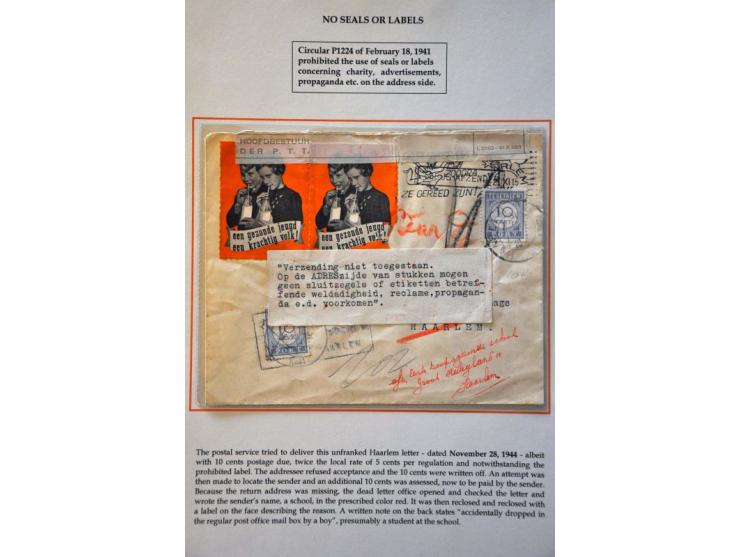 NO SEALS OR LABELS
Circular P1224 of February 18, 1941
prohibited the use of seals or labels
concerning charity, advertisements,
propaganda etc. on the address side.
HOOFDBESTUUR
DER P. T. T.
ZE GEREED ZIJN!
een gezonde jeugd
een krachtig volk!
een gezonde jeugd
een krachtig volk!
10
"Verzending niet toegestaan.
Op de ADRESzijde van stukken mogen
geen sluitzegels of etiketten betref-
fende weldadigheid, reclame,propagan-
da e.d. voorkomen".
HAARLEM.
10
Haarlem
The postal service tried to deliver this unfranked Haarlem letter - dated November 28, 1944 - albeit
with 10 cents postage due, twice the local rate of 5 cents per regulation and notwithstanding the
prohibited label. The addressee refused acceptance and the 10 cents were written off. An attempt was
then made to locate the sender and an additional 10 cents was assessed, now to be paid by the sender.
Because the return address was missing, the dead letter office opened and checked the letter and
wrote the sender's name, a school, in the prescribed color red. It was then reclosed and reclosed with
a label on the face describing the reason. A written note on the back states "accidentally dropped in
the regular post office mail box by a boy", presumably a student at the school.